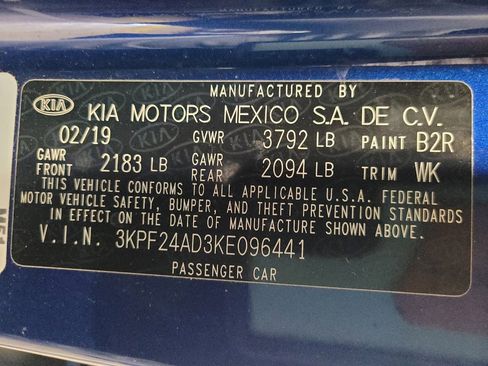 MANUFACTURED BY
KIA KIA MOTORS MEXICO S.A. DE C.V.
02/19 GVWR 3792 LB PAINT B2R
GAWR FRONT 2183 LB GAWR REAR 2094 LB TRIM WK
THIS VEHICLE CONFORMS TO ALL APPLICABLE U.S.A. FEDERAL
MOTOR VEHICLE SAFETY, BUMPER, AND THEFT PREVENTION STANDARDS
IN EFFECT ON THE DATE OF MANUFACTURE SHOWN ABOVE.
V.I.N. 3KPF24AD3KE096441
PASSENGER CAR